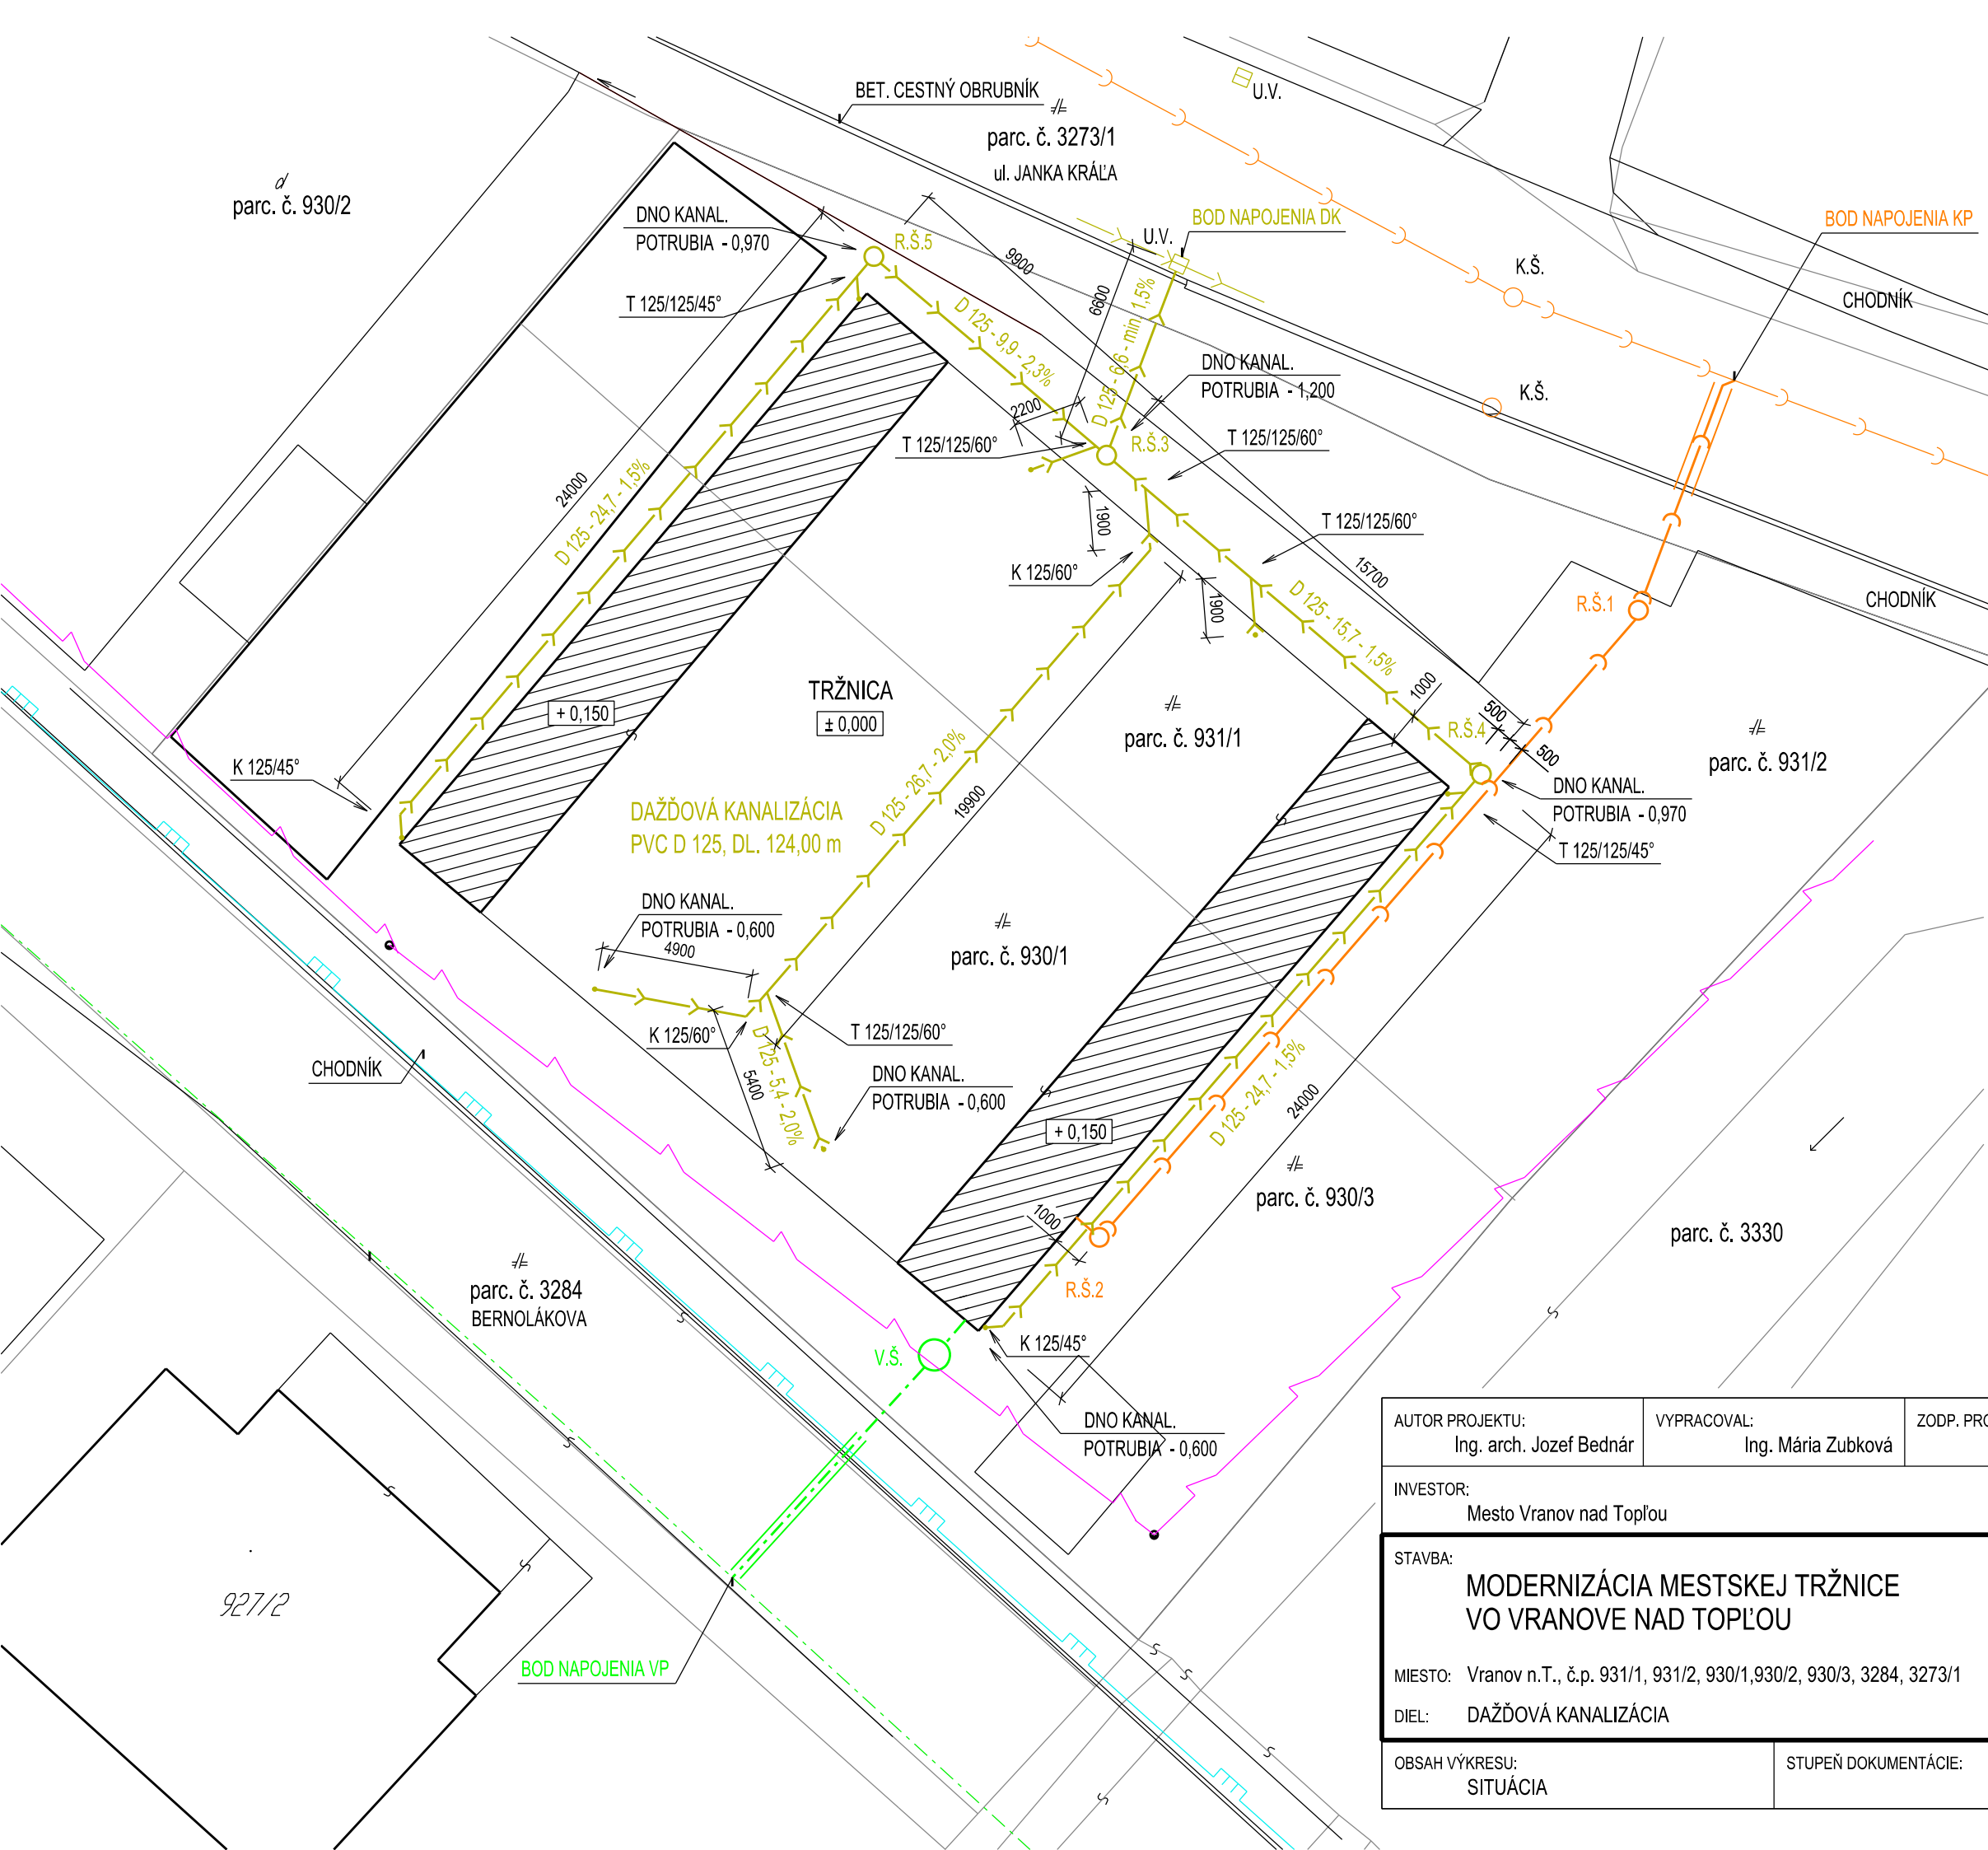 BET. CESTNÝ OBRUBNÍK
parc. č. 3273/1
ul. JANKA KRÁĽA
U.V.
parc. č. 930/2
DNO KANAL.
POTRUBIA - 0,970
R.Š.5
9900
U.V.
BOD NAPOJENIA DK
BOD NAPOJENIA KP
K.Š.
CHODNÍK
T 125/125/45°
6600
D 125 - 9,9 - 2,3%
D 125 - 6,6 - min. 1,5%
DNO KANAL.
POTRUBIA - 1,200
K.Š.
2200
T 125/125/60°
R.Š.3
T 125/125/60°
24000
D 125 - 24,7 - 1,5%
1900
T 125/125/60°
K 125/60°
15700
1900
D 125 - 15,7 - 1,5%
R.Š.1
CHODNÍK
TRŽNICA
± 0,000
+ 0,150
1000
500
500
R.Š.4
parc. č. 931/1
parc. č. 931/2
K 125/45°
D 125 - 26,7 - 2,0%
19900
DNO KANAL.
POTRUBIA - 0,970
T 125/125/45°
DAŽĎOVÁ KANALIZÁCIA
PVC D 125, DL. 124,00 m
DNO KANAL.
POTRUBIA - 0,600
4900
parc. č. 930/1
K 125/60°
T 125/125/60°
D 125 - 5,4 - 2,0%
5400
DNO KANAL.
POTRUBIA - 0,600
CHODNÍK
D 125 - 24,7 - 1,5%
24000
+ 0,150
parc. č. 930/3
1000
parc. č. 3330
R.Š.2
parc. č. 3284
BERNOLÁKOVA
V.Š.
K 125/45°
DNO KANAL.
POTRUBIA - 0,600
927/2
BOD NAPOJENIA VP
AUTOR PROJEKTU:
Ing. arch. Jozef Bednár
VYPRACOVAL:
Ing. Mária Zubková
ZODP. PRO
INVESTOR:
Mesto Vranov nad Topľou
STAVBA:
MODERNIZÁCIA MESTSKEJ TRŽNICE
VO VRANOVE NAD TOPĽOU
MIESTO: Vranov n.T., č.p. 931/1, 931/2, 930/1,930/2, 930/3, 3284, 3273/1
DIEL: DAŽĎOVÁ KANALIZÁCIA
OBSAH VÝKRESU:
SITUÁCIA
STUPEŇ DOKUMENTÁCIE: